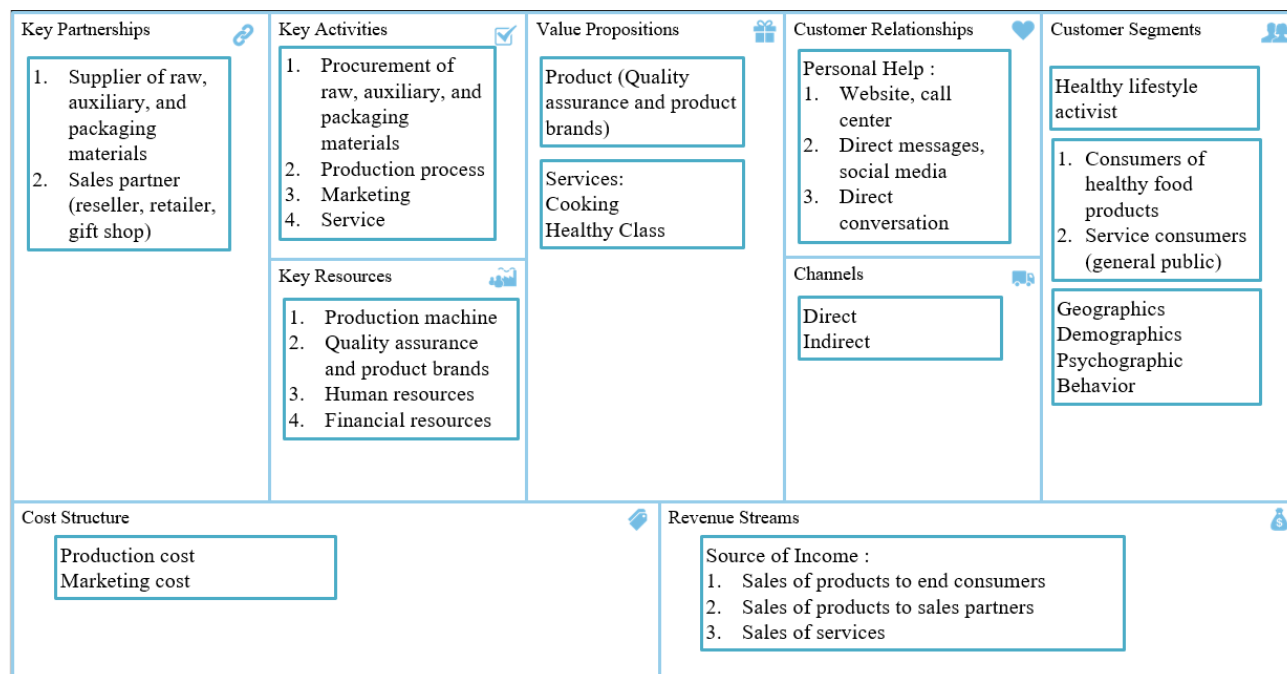 Key Partnerships
1. Supplier of raw,
auxiliary, and
packaging
materials
2. Sales partner
(reseller, retailer,
gift shop)
Key Activities
1. Procurement of
raw, auxiliary, and
packaging
materials
2. Production process
3. Marketing
4. Service
Key Resources
1. Production machine
2. Quality assurance
and product brands
3. Human resources
4. Financial resources
Value Propositions
Product (Quality
assurance and product
brands)
Services:
Cooking
Healthy Class
Customer Relationships
Personal Help :
1. Website, call
center
2. Direct messages,
social media
3. Direct
conversation
Channels
Direct
Indirect
Customer Segments
Healthy lifestyle
activist
1. Consumers of
healthy food
products
2. Service consumers
(general public)
Geographics
Demographics
Psychographic
Behavior
Cost Structure
Production cost
Marketing cost
Revenue Streams
$
Source of Income :
1. Sales of products to end consumers
2. Sales of products to sales partners
3. Sales of services